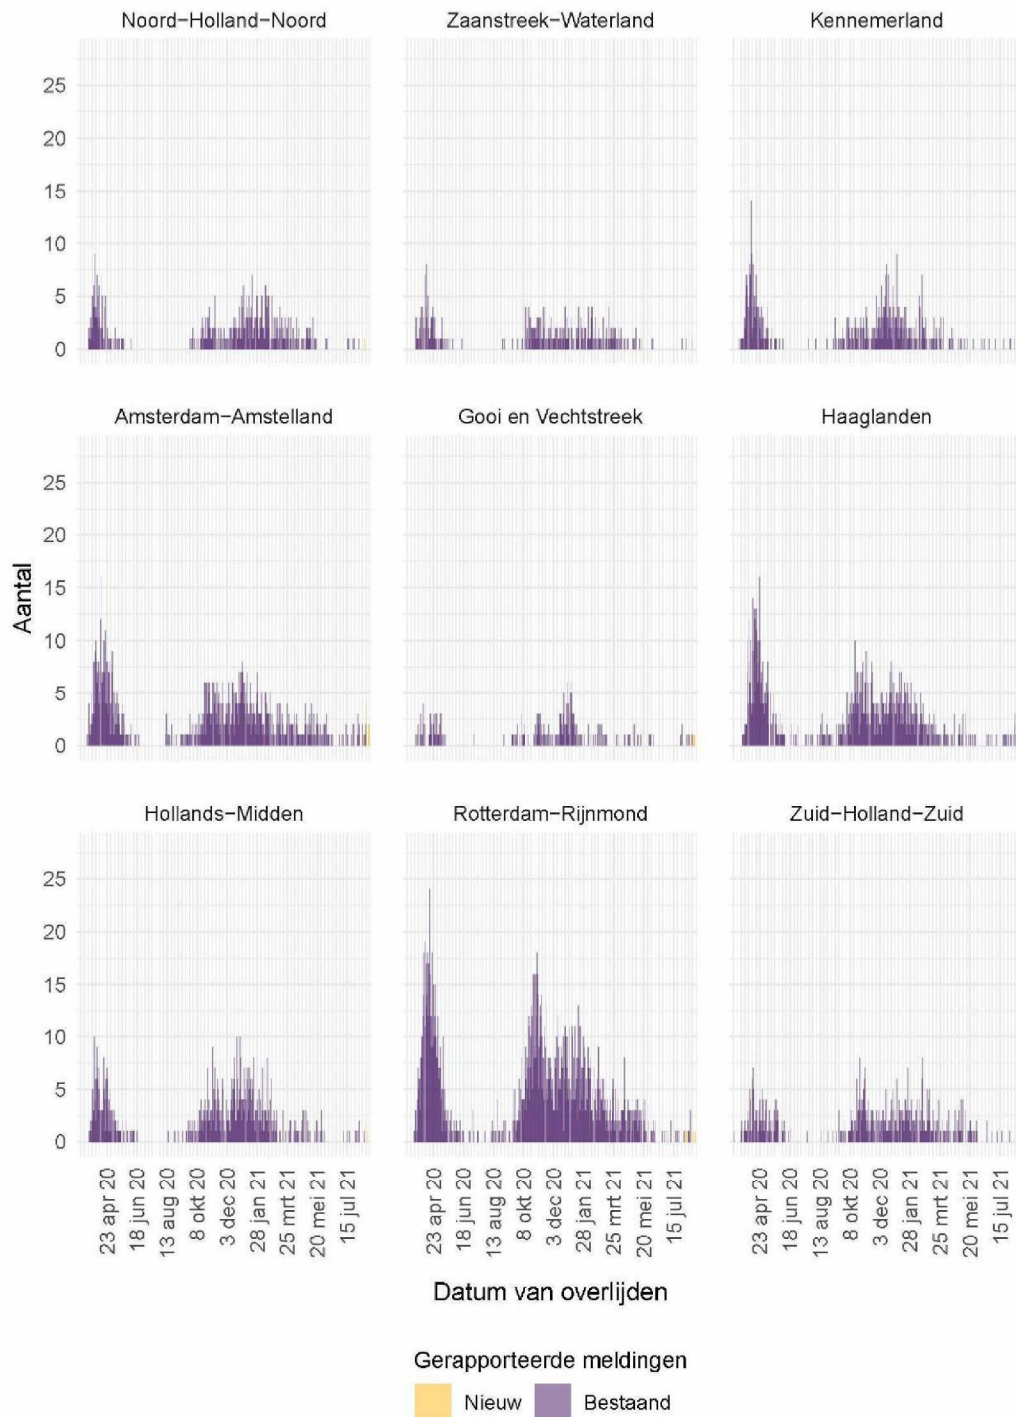 Noord-Holland-Noord
Zaanstreek-Waterland
Kennemerland
25
20
15
10
5
0
Amsterdam-Amstelland
Gooi en Vechtstreek
Haaglanden
25
20
15
10
5
0
Aantal
Hollands-Midden
Rotterdam-Rijnmond
Zuid-Holland-Zuid
25
20
15
10
5
0
23 apr 20
18 jun 20
13 aug 20
8 okt 20
3 dec 20
28 jan 21
25 mrt 21
20 mei 21
15 jul 21
23 apr 20
18 jun 20
13 aug 20
8 okt 20
3 dec 20
28 jan 21
25 mrt 21
20 mei 21
15 jul 21
23 apr 20
18 jun 20
13 aug 20
8 okt 20
3 dec 20
28 jan 21
25 mrt 21
20 mei 21
15 jul 21
Datum van overlijden
Gerapporteerde meldingen
Nieuw
Bestaand